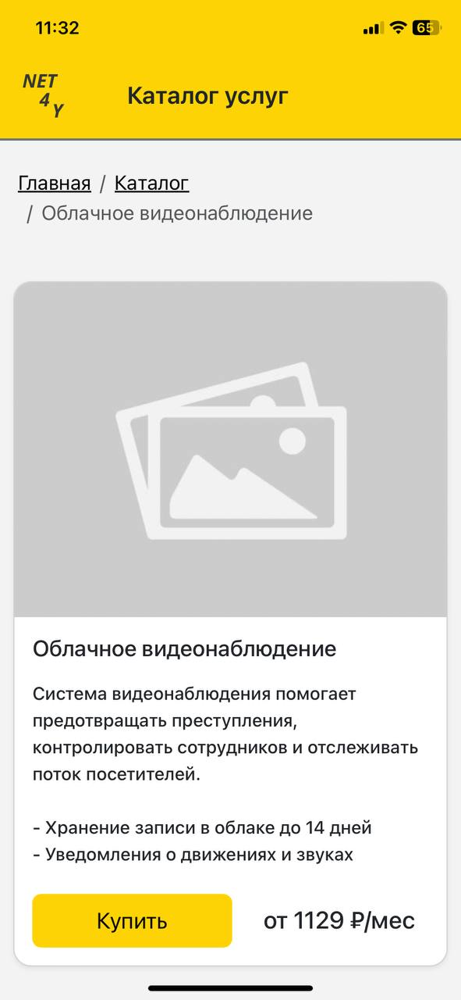 11:32
65
NET
4
Y
Каталог услуг
Главная / Каталог
/ Облачное видеонаблюдение
Облачное видеонаблюдение
Система видеонаблюдения помогает
предотвращать преступления,
контролировать сотрудников и отслеживать
поток посетителей.
- Хранение записи в облаке до 14 дней
- Уведомления о движениях и звуках
Купить
от 1129 ₽/мес